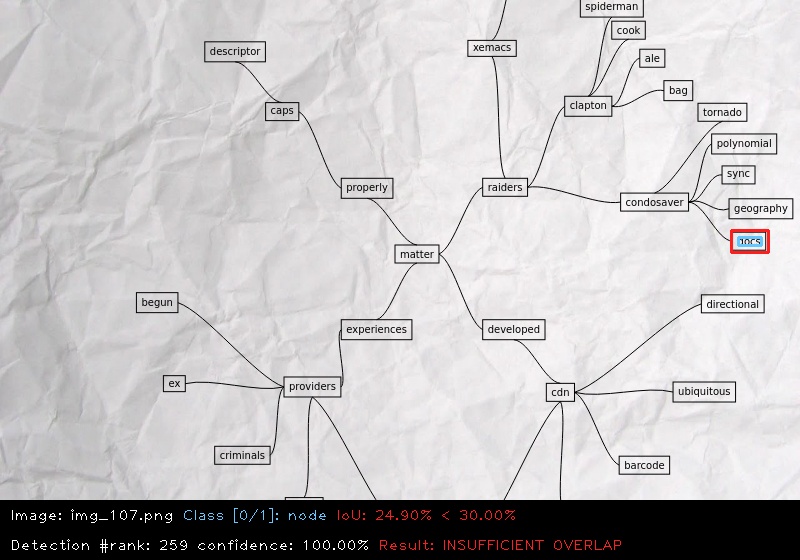 spiderman
cook
descriptor
xemacs
ale
bag
caps
clapton
tornado
polynomial
sync
properly
raiders
condosaver
geography
matter
begun
directional
experiences
developed
ex
providers
cdn
ubiquitous
criminals
barcode
Image: img_107.png Class [0/1]: node IoU: 24.90% < 30.00%
Detection #rank: 259 confidence: 100.00% Result: INSUFFICIENT OVERLAP